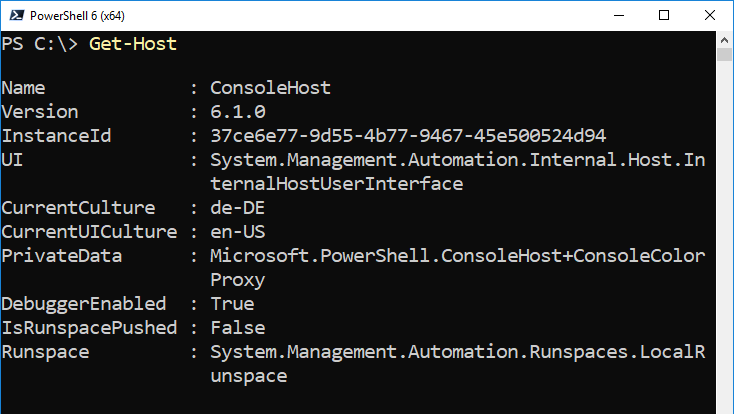 PowerShell 6 (x64)
PS C:\> Get-Host
Name             : ConsoleHost
Version          : 6.1.0
InstanceId       : 37ce6e77-9d55-4b77-9467-45e500524d94
UI               : System.Management.Automation.Internal.Host.In
                   ternalHostUserInterface
CurrentCulture   : de-DE
CurrentUICulture : en-US
PrivateData      : Microsoft.PowerShell.ConsoleHost+ConsoleColor
                   Proxy
DebuggerEnabled  : True
IsRunspacePushed : False
Runspace         : System.Management.Automation.Runspaces.LocalR
                   unspace